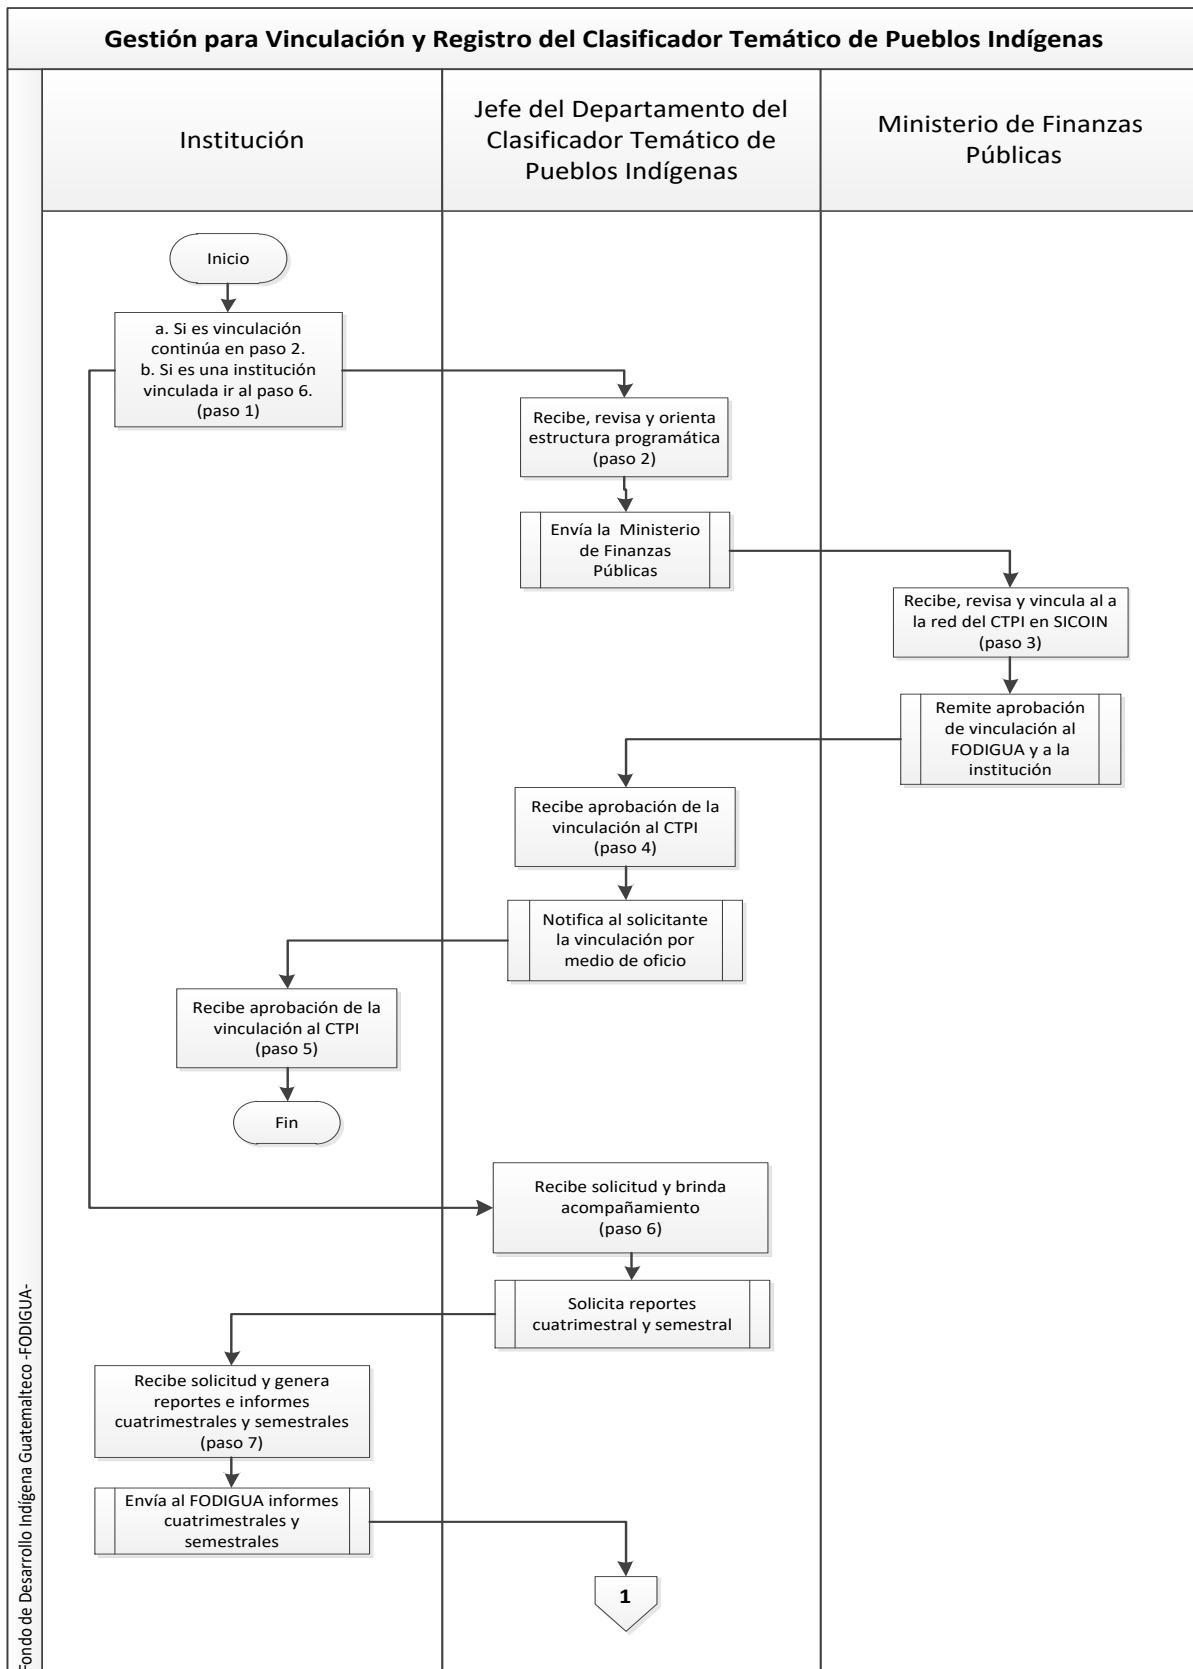 Gestión para Vinculación y Registro del Clasificador Temático de Pueblos Indígenas
Institución
Jefe del Departamento del
Clasificador Temático de
Pueblos Indígenas
Ministerio de Finanzas
Públicas
Inicio
a. Si es vinculación
continúa en paso 2.
b. Si es una institución
vinculada ir al paso 6.
(paso 1)
Recibe, revisa y orienta
estructura programática
(paso 2)
Envía la  Ministerio
de Finanzas
Públicas
Recibe, revisa y vincula al a
la red del CTPI en SICOIN
(paso 3)
Remite aprobación
de vinculación al
FODIGUA y a la
institución
Recibe aprobación de la
vinculación al CTPI
(paso 4)
Notifica al solicitante
la vinculación por
medio de oficio
Recibe aprobación de la
vinculación al CTPI
(paso 5)
Fin
Recibe solicitud y brinda
acompañamiento
(paso 6)
Solicita reportes
cuatrimestral y semestral
Recibe solicitud y genera
reportes e informes
cuatrimestrales y semestrales
(paso 7)
Envía al FODIGUA informes
cuatrimestrales y
semestrales
1
Fondo de Desarrollo Indígena Guatemalteco -FODIGUA-